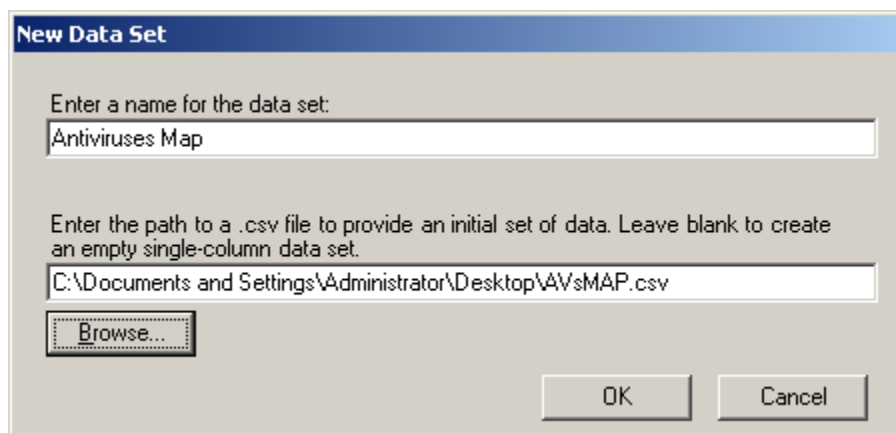 New Data Set
Enter a name for the data set:
Antiviruses Map
Enter the path to a .csv file to provide an initial set of data. Leave blank to create
an empty single-column data set.
C:\Documents and Settings\Administrator\Desktop\AVsMAP.csv
Browse...
OK Cancel